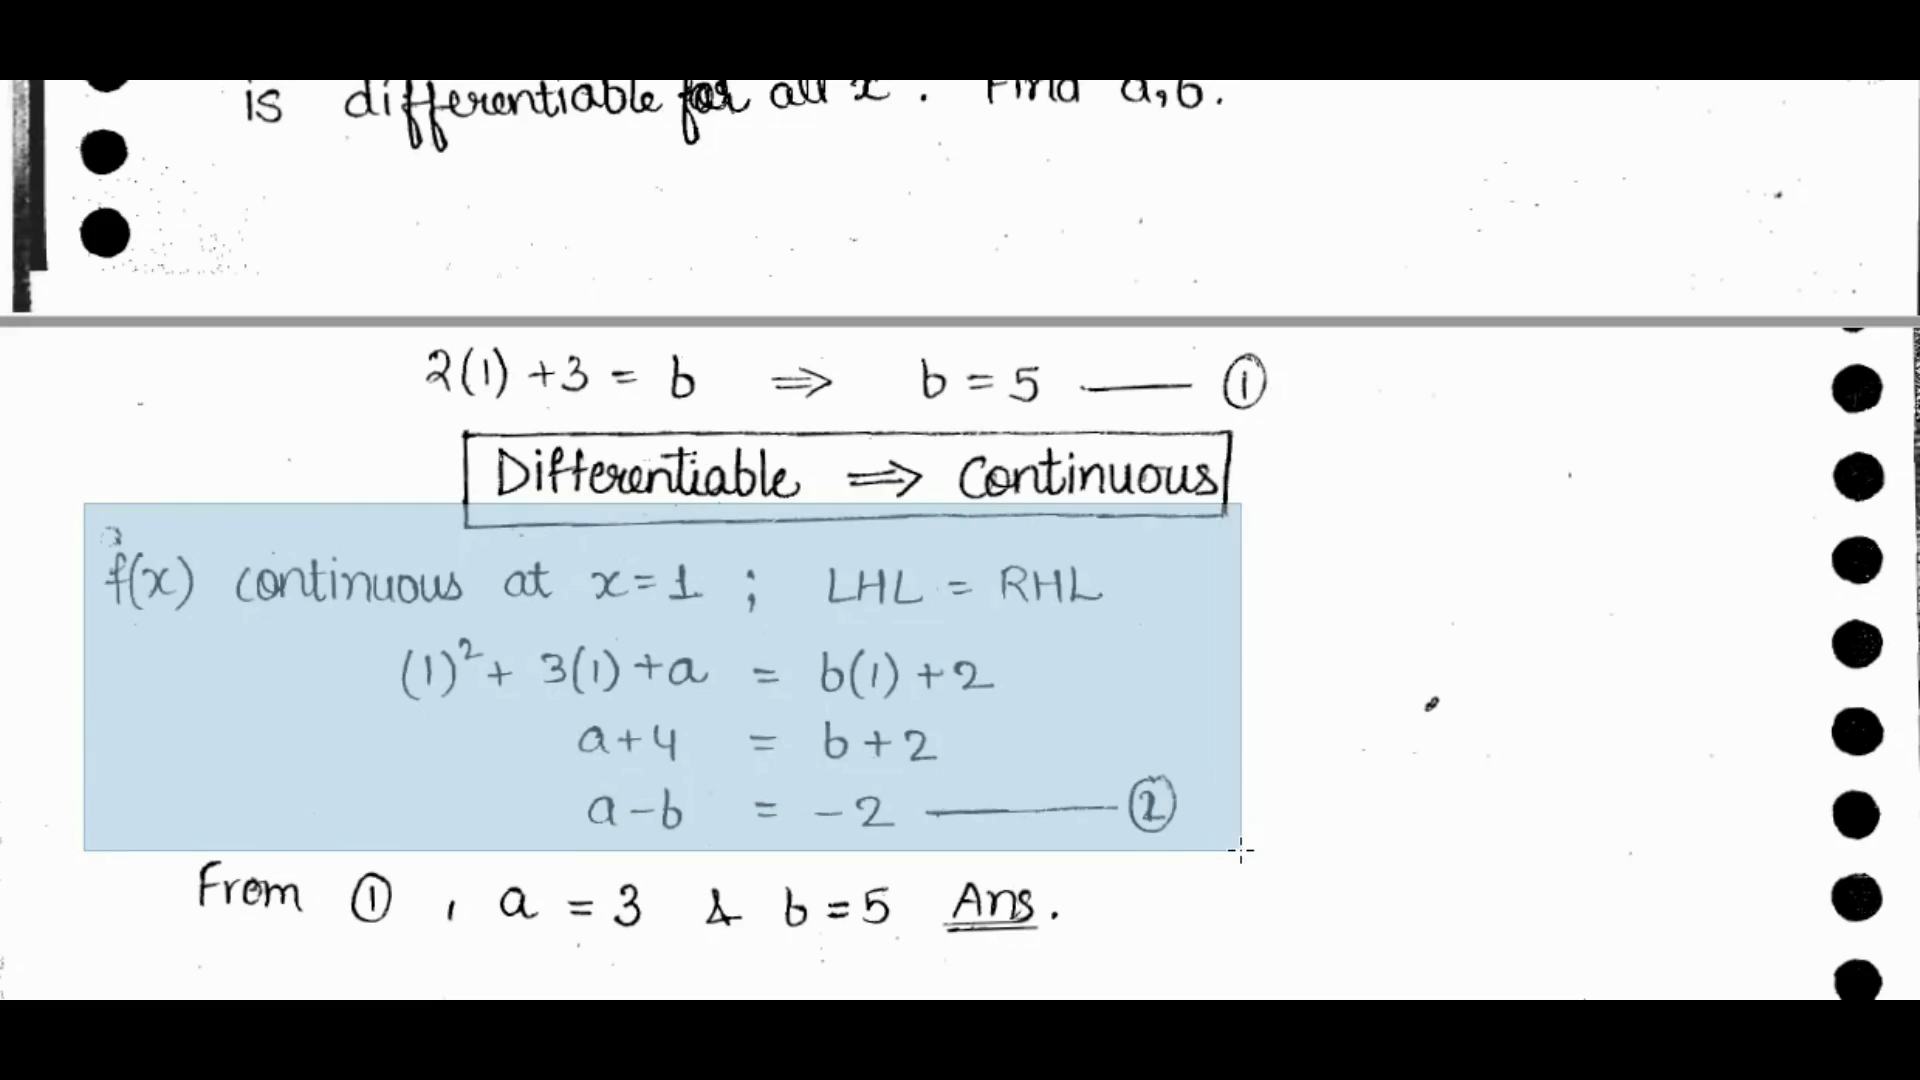 is differentiable for all x. Find a,b.
2(1) +3 = b ⇒ b = 5 —— ①
Differentiable ⇒ Continuous
f(x) continuous at x=1 ; LHL = RHL
(1)² + 3(1) + a = b(1) + 2
a+4 = b+2
a-b = -2 —— ②
From ① , a = 3 & b = 5 Ans.